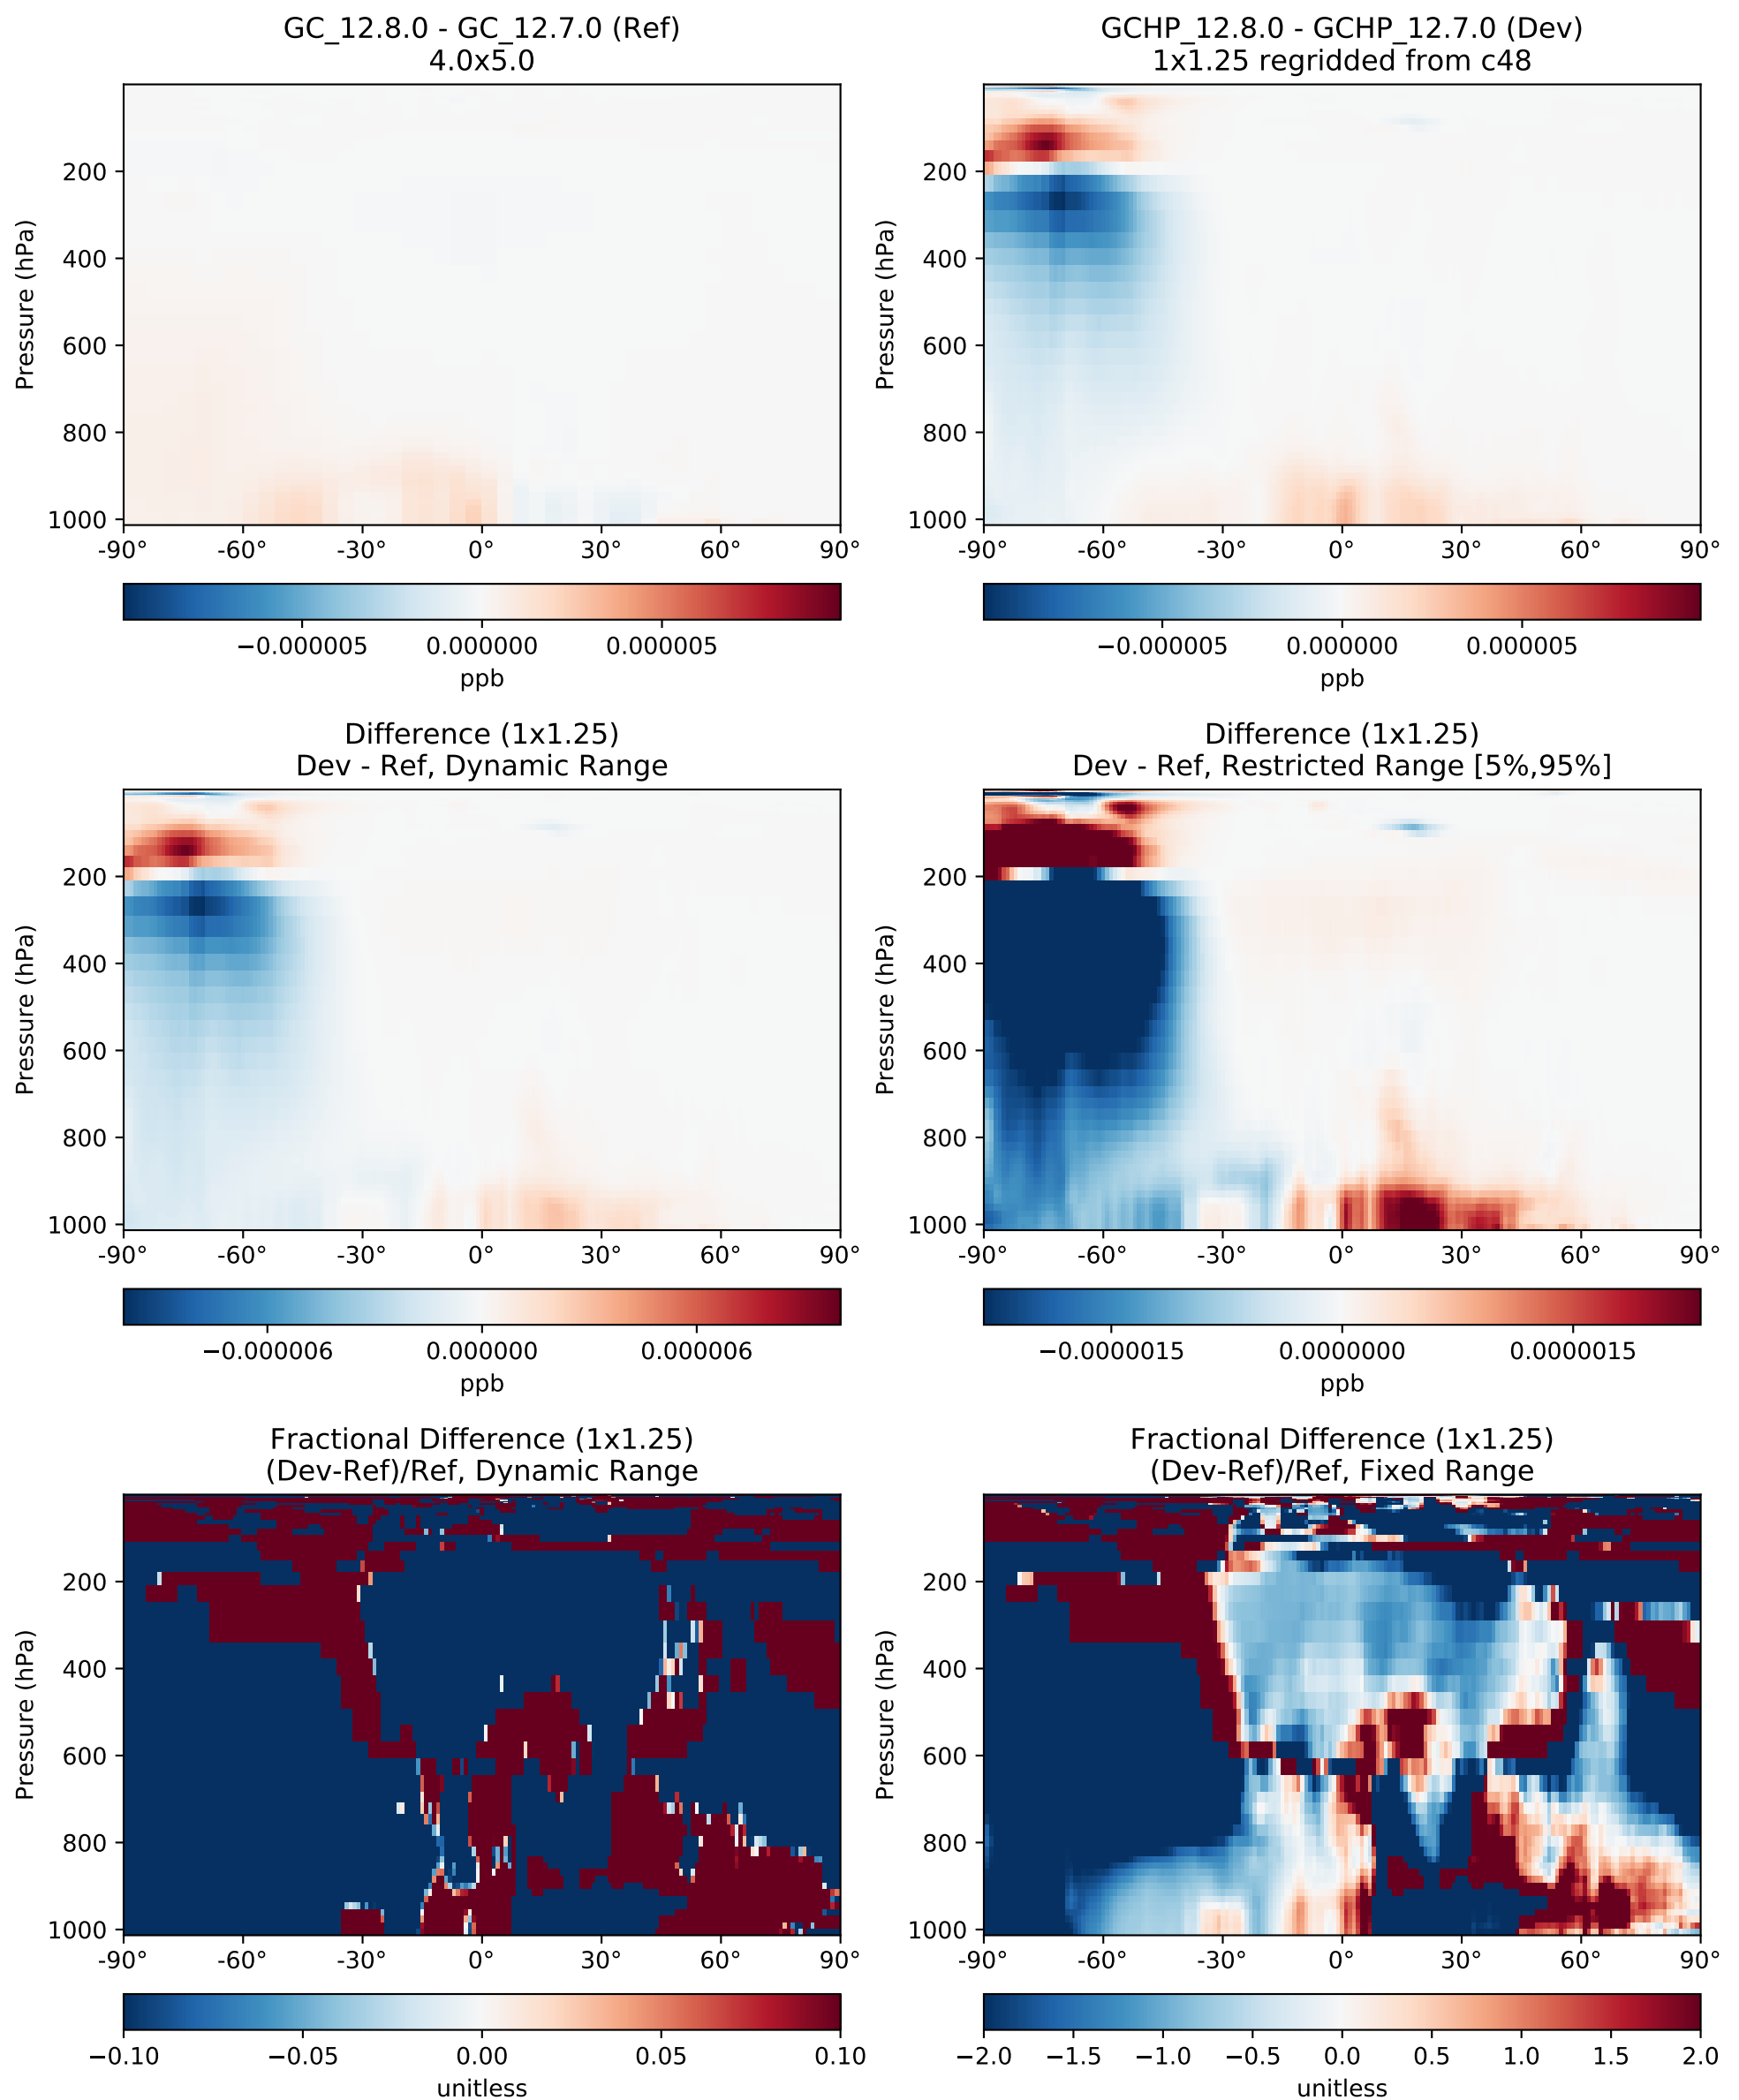 GC_12.8.0 - GC_12.7.0 (Ref)
4.0x5.0
Pressure (hPa)
200
400
600
800
1000
-90° -60° -30° 0° 30° 60° 90°
−0.000005 0.000000 0.000005
ppb
GCHP_12.8.0 - GCHP_12.7.0 (Dev)
1x1.25 regridded from c48
Pressure (hPa)
200
400
600
800
1000
-90° -60° -30° 0° 30° 60° 90°
−0.000005 0.000000 0.000005
ppb
Difference (1x1.25)
Dev - Ref, Dynamic Range
Pressure (hPa)
200
400
600
800
1000
-90° -60° -30° 0° 30° 60° 90°
−0.000006 0.000000 0.000006
ppb
Difference (1x1.25)
Dev - Ref, Restricted Range [5%,95%]
Pressure (hPa)
200
400
600
800
1000
-90° -60° -30° 0° 30° 60° 90°
−0.0000015 0.0000000 0.0000015
ppb
Fractional Difference (1x1.25)
(Dev-Ref)/Ref, Dynamic Range
Pressure (hPa)
200
400
600
800
1000
-90° -60° -30° 0° 30° 60° 90°
−0.10 −0.05 0.00 0.05 0.10
unitless
Fractional Difference (1x1.25)
(Dev-Ref)/Ref, Fixed Range
Pressure (hPa)
200
400
600
800
1000
-90° -60° -30° 0° 30° 60° 90°
−2.0 −1.5 −1.0 −0.5 0.0 0.5 1.0 1.5 2.0
unitless